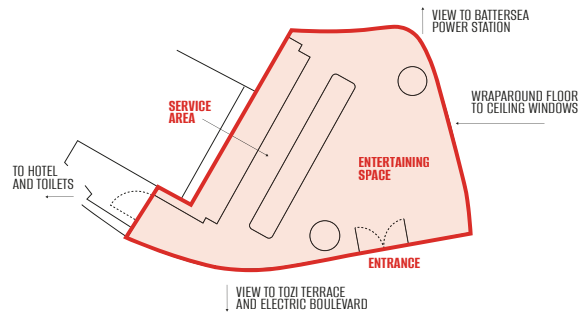 VIEW TO BATTERSEA
POWER STATION
WRAPAROUND FLOOR
TO CEILING WINDOWS
SERVICE
AREA
ENTERTAINING
SPACE
TO HOTEL
AND TOILETS
ENTRANCE
VIEW TO TOZI TERRACE
AND ELECTRIC BOULEVARD